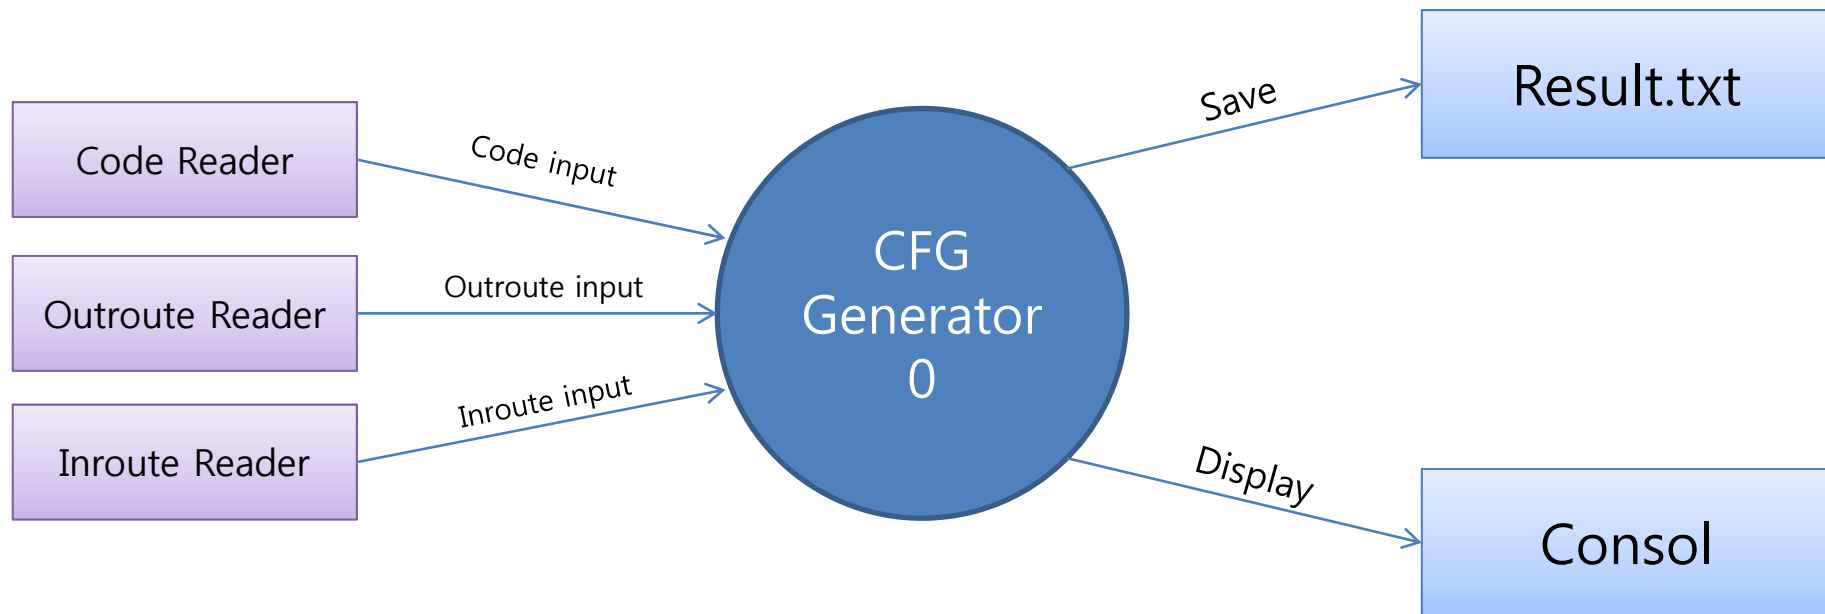 Code Reader
Code input
Outroute Reader
Outroute input
Inroute Reader
Inroute input
CFG
Generator
0
Save
Result.txt
Display
Consol